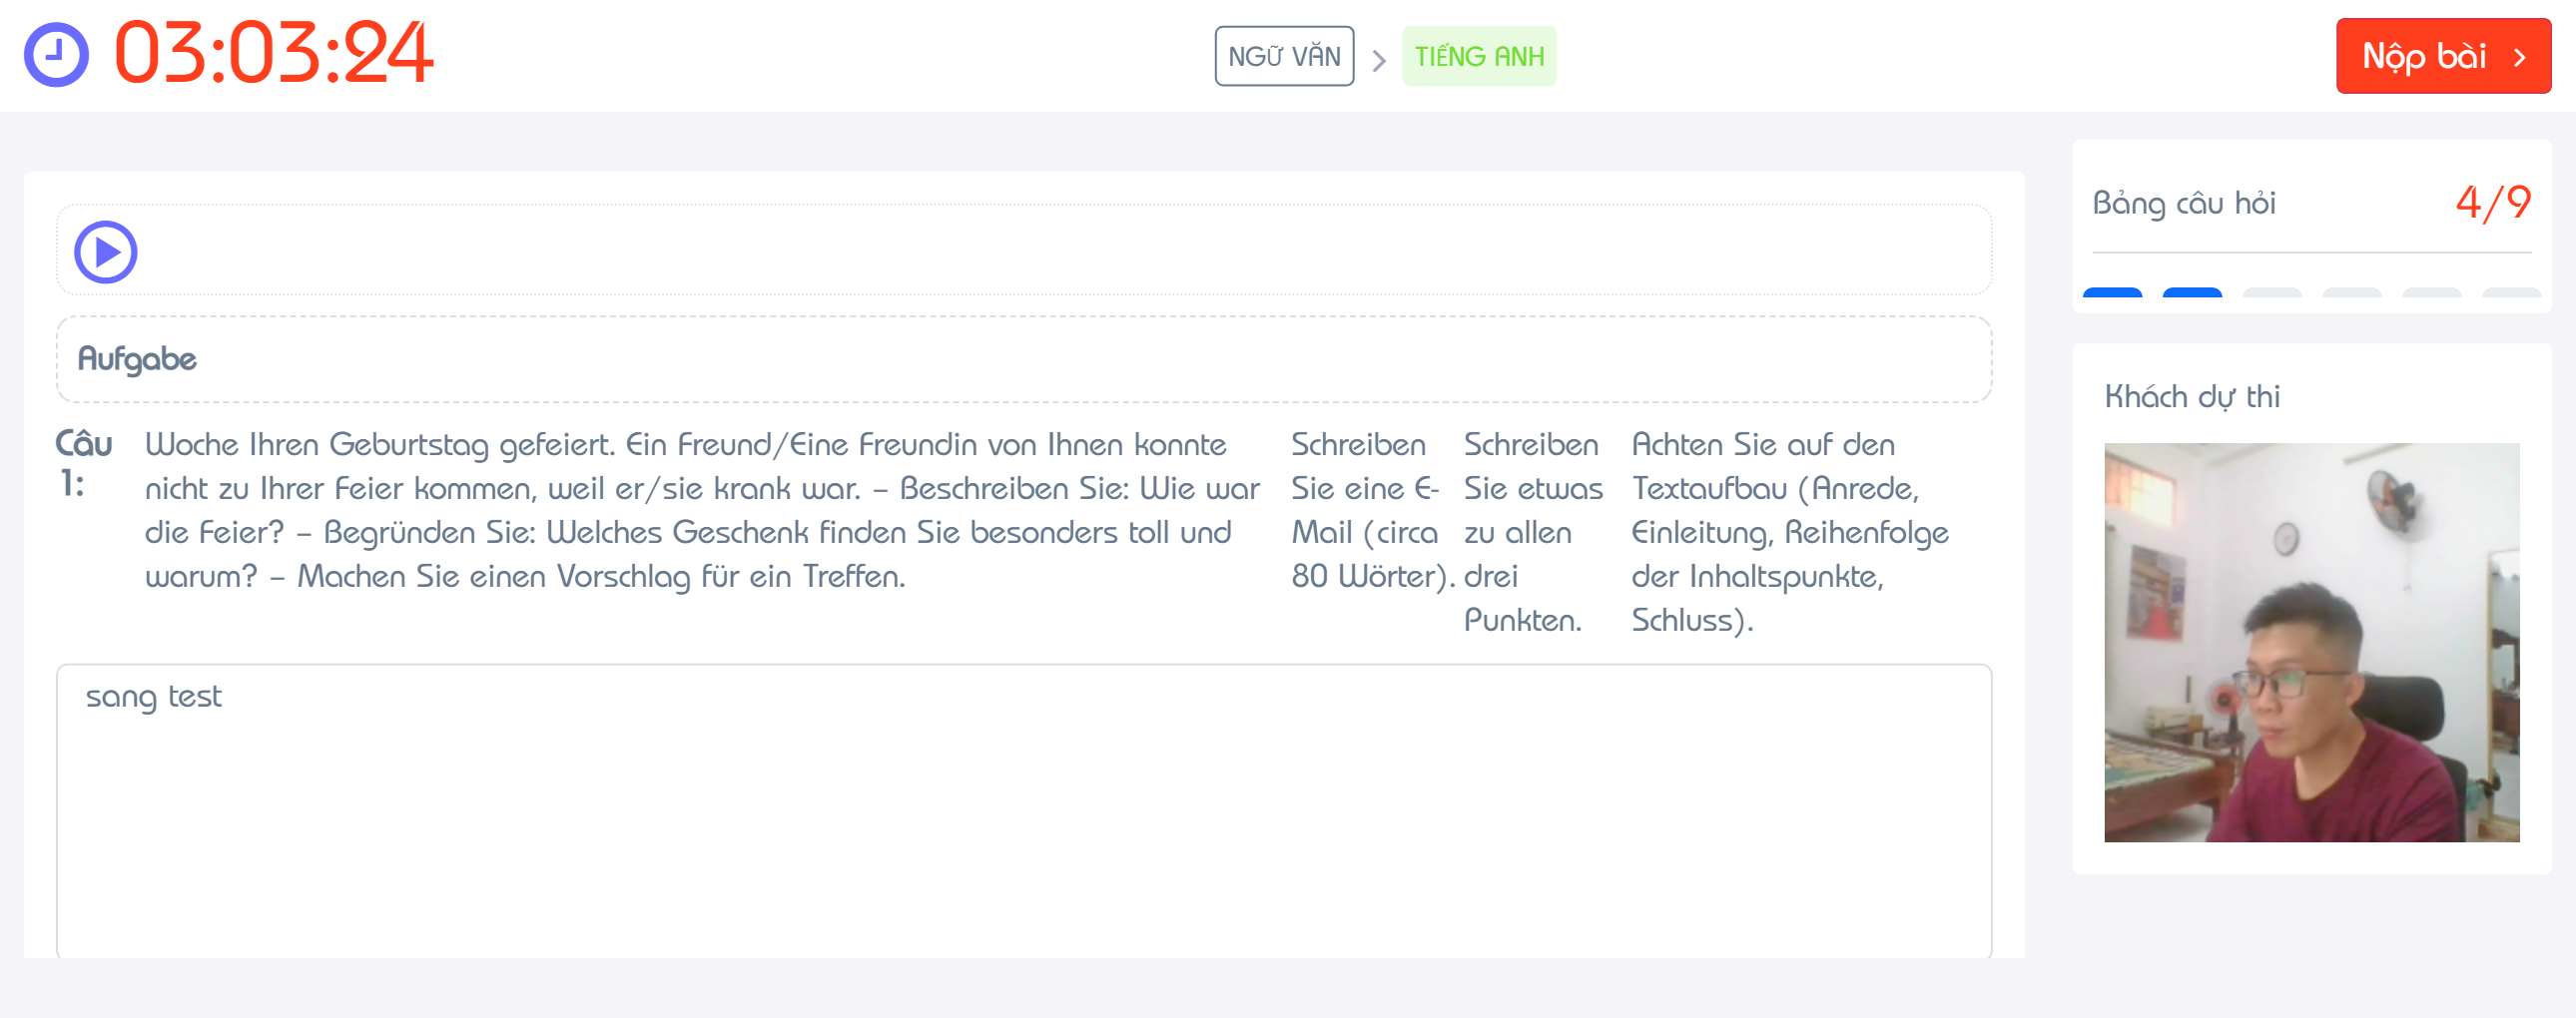 03:03:24
NGỮ VĂN
TIẾNG ANH
Nộp bài
Aufgabe
Câu 1:
Woche Ihren Geburtstag gefeiert. Ein Freund/Eine Freundin von Ihnen konnte
nicht zu Ihrer Feier kommen, weil er/sie krank war. – Beschreiben Sie: Wie war
die Feier? – Begründen Sie: Welches Geschenk finden Sie besonders toll und
warum? – Machen Sie einen Vorschlag für ein Treffen.
Schreiben
Sie eine E-
Mail (circa
80 Wörter).
Schreiben
Sie etwas
zu allen
drei
Punkten.
Achten Sie auf den
Textaufbau (Anrede,
Einleitung, Reihenfolge
der Inhaltspunkte,
Schluss).
sang test
Bảng câu hỏi
4/9
Khách dự thi